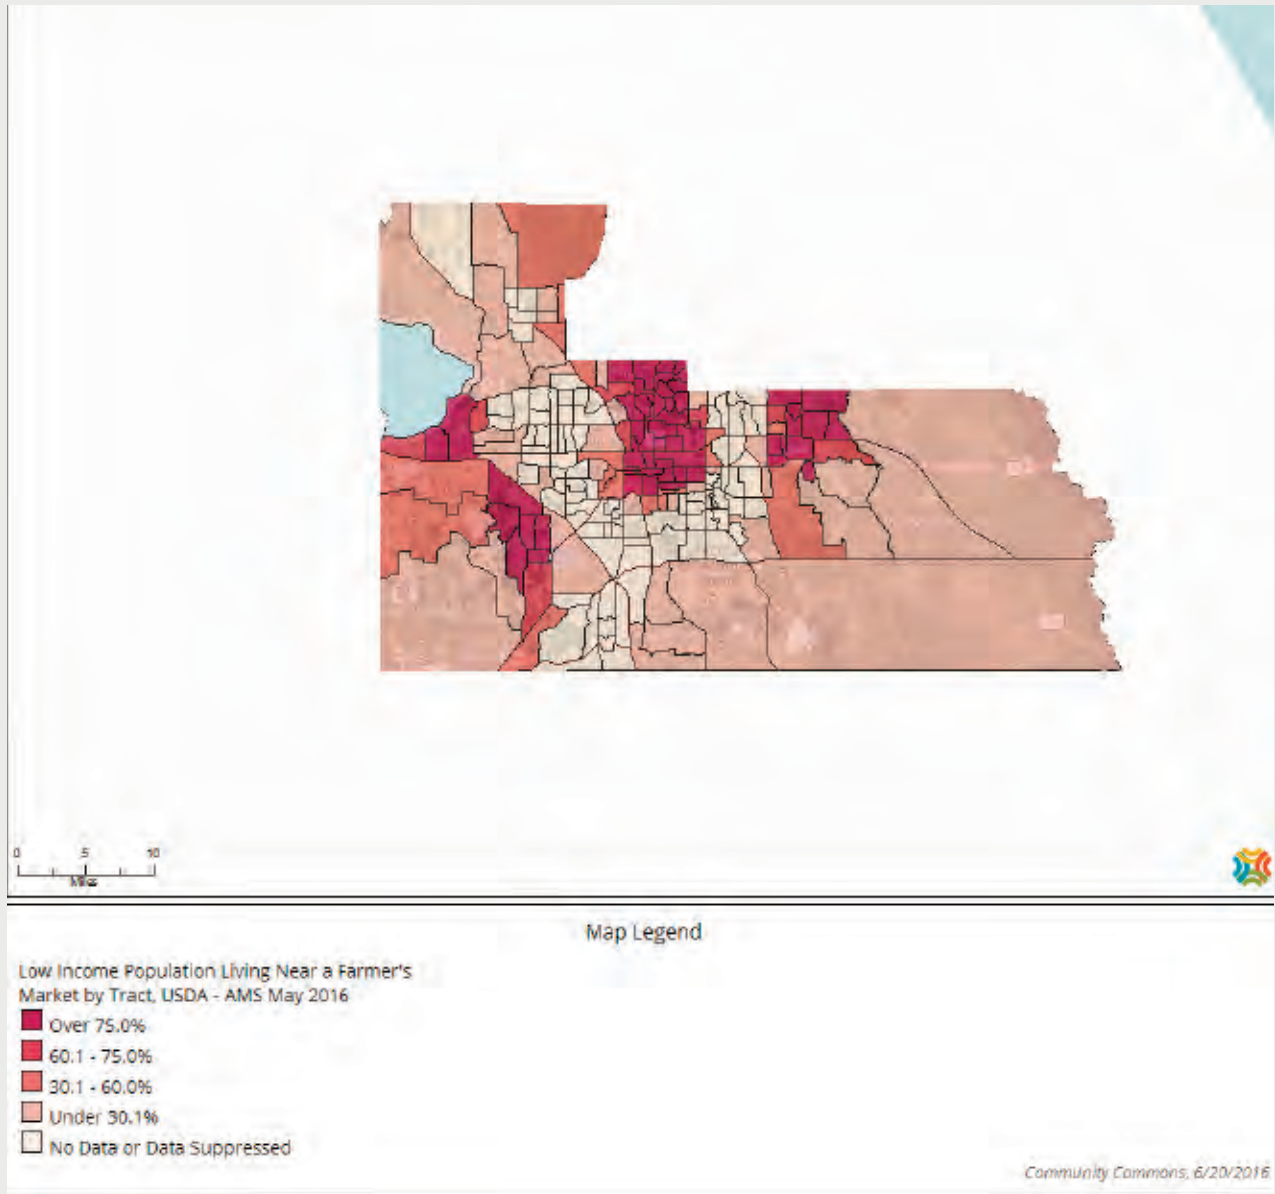 0 5 10
Miles
Map Legend
Low Income Population Living Near a Farmer's
Market by Tract, USDA - AMS May 2016
Over 75.0%
60.1 - 75.0%
30.1 - 60.0%
Under 30.1%
No Data or Data Suppressed
Community Commons, 6/20/2016